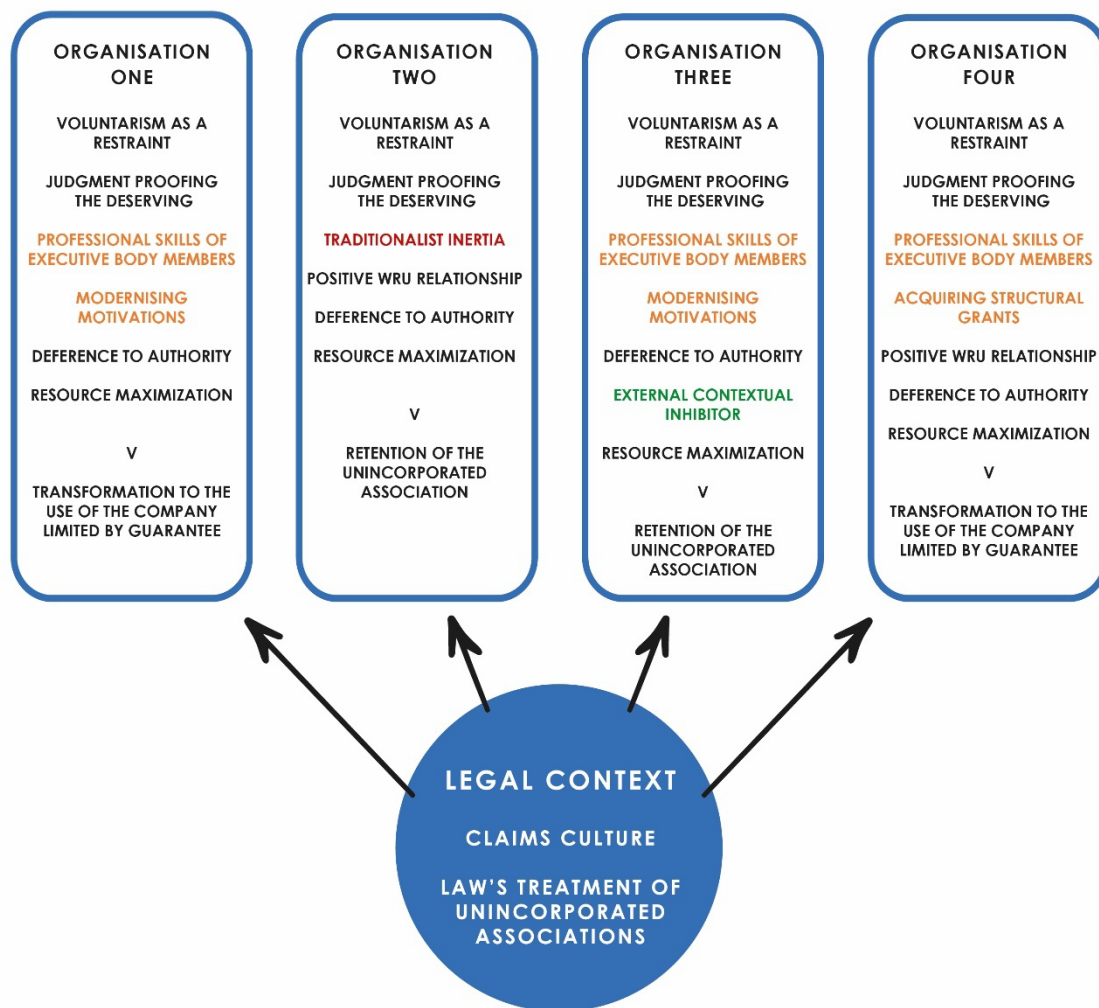 ORGANISATION
ONE
VOLUNTARISM AS A
RESTRAINT
JUDGMENT PROOFING
THE DESERVING
PROFESSIONAL SKILLS OF
EXECUTIVE BODY MEMBERS
MODERNISING
MOTIVATIONS
DEFERENCE TO AUTHORITY
RESOURCE MAXIMIZATION
V
TRANSFORMATION TO THE
USE OF THE COMPANY
LIMITED BY GUARANTEE
ORGANISATION
TWO
VOLUNTARISM AS A
RESTRAINT
JUDGMENT PROOFING
THE DESERVING
TRADITIONALIST INERTIA
POSITIVE WRU RELATIONSHIP
DEFERENCE TO AUTHORITY
RESOURCE MAXIMIZATION
V
RETENTION OF THE
UNINCORPORATED
ASSOCIATION
ORGANISATION
THREE
VOLUNTARISM AS A
RESTRAINT
JUDGMENT PROOFING
THE DESERVING
PROFESSIONAL SKILLS OF
EXECUTIVE BODY MEMBERS
MODERNISING
MOTIVATIONS
DEFERENCE TO AUTHORITY
EXTERNAL CONTEXTUAL
INHIBITOR
RESOURCE MAXIMIZATION
V
RETENTION OF THE
UNINCORPORATED
ASSOCIATION
ORGANISATION
FOUR
VOLUNTARISM AS A
RESTRAINT
JUDGMENT PROOFING
THE DESERVING
PROFESSIONAL SKILLS OF
EXECUTIVE BODY MEMBERS
ACQUIRING STRUCTURAL
GRANTS
POSITIVE WRU RELATIONSHIP
DEFERENCE TO AUTHORITY
RESOURCE MAXIMIZATION
V
TRANSFORMATION TO THE
USE OF THE COMPANY
LIMITED BY GUARANTEE
LEGAL CONTEXT
CLAIMS CULTURE
LAW'S TREATMENT OF
UNINCORPORATED
ASSOCIATIONS